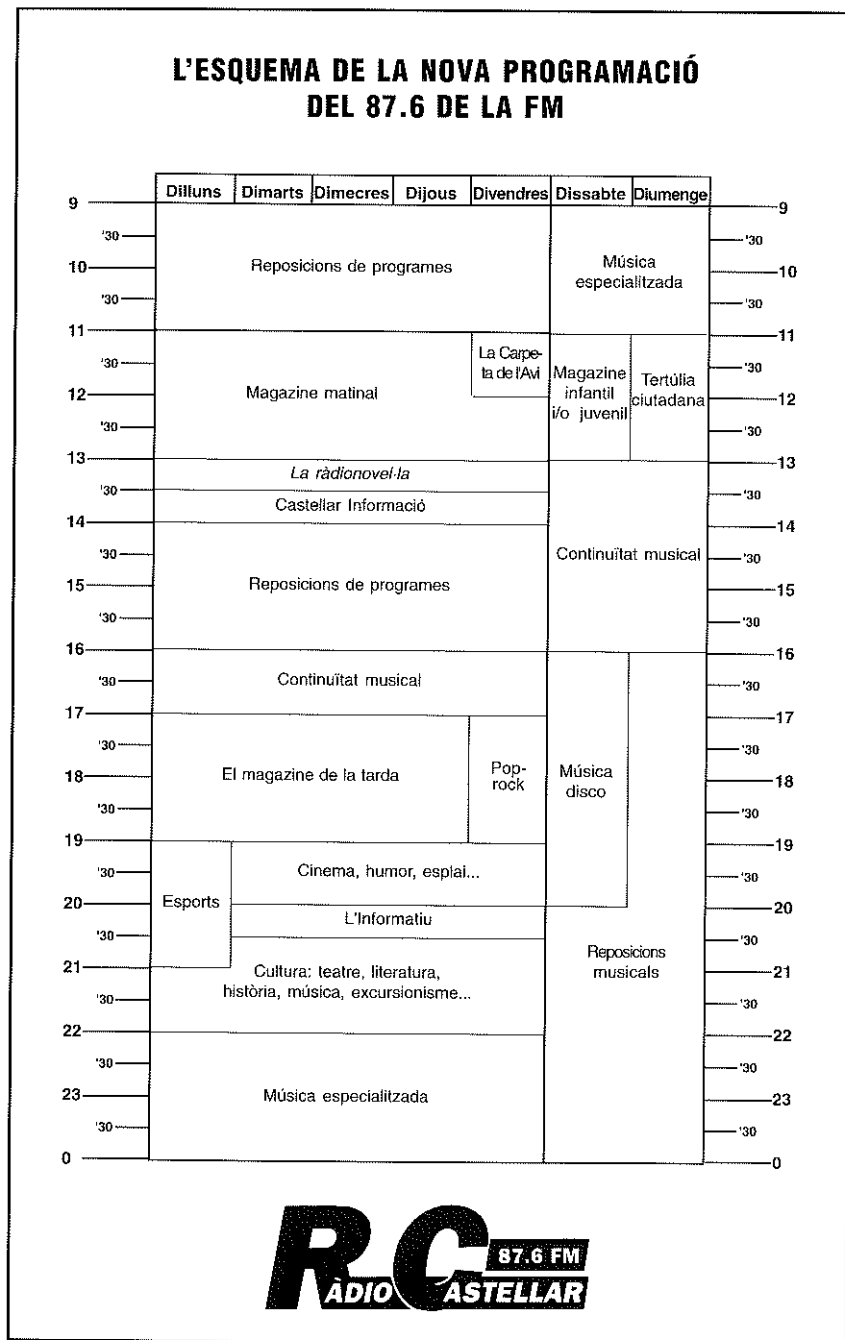 L'ESQUEMA DE LA NOVA PROGRAMACIÓ
DEL 87.6 DE LA FM
Dilluns Dimarts Dimecres Dijous Divendres Dissabte Diumenge
9 9
'30 '30
10 Reposicions de programes Música
especialitzada 10
'30 '30
11 11
La Carpe-
ta de l'Avi
'30 '30
Magazine matinal
Magazine
infantil
i/o juvenil
Tertúlia
ciutadana
12 12
'30 '30
13 13
La ràdionovel·la
'30 '30
Castellar Informació
14 14
'30 Continuïtat musical '30
15 Reposicions de programes 15
'30 '30
16 16
'30 Continuïtat musical '30
17 17
'30 '30
18 El magazine de la tarda 18
Pop-
rock
Música
disco
'30 '30
19 19
'30 Cinema, humor, esplai... '30
Esports
20 20
L'Informatiu
'30 '30
Reposicions
musicals
21 21
Cultura: teatre, literatura,
història, música, excursionisme...
'30 '30
22 22
'30 '30
23 Música especialitzada 23
'30 '30
0 0
87.6 FM
RÀDIO CASTELLAR